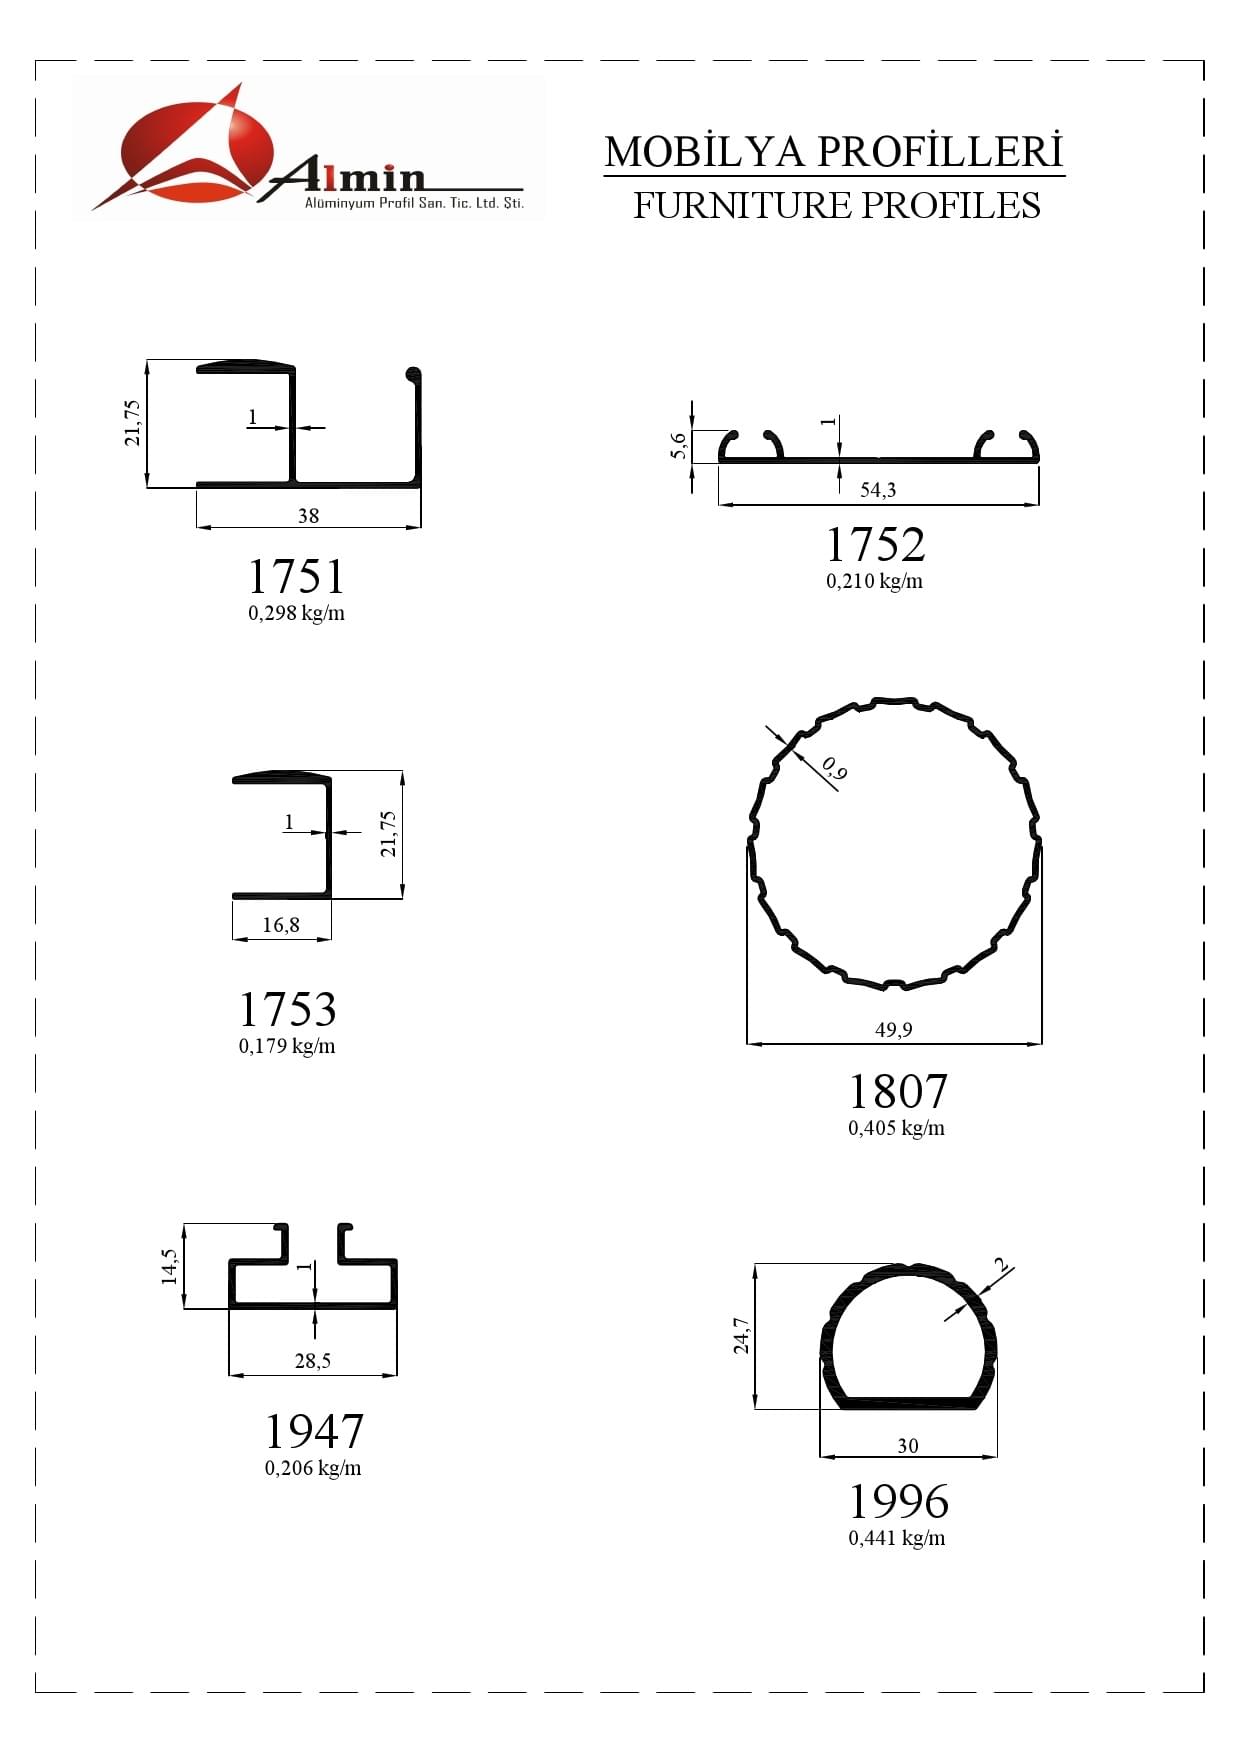 Almin
Alüminyum Profil San. Tic. Ltd. Şti.
MOBİLYA PROFİLLERİ
FURNITURE PROFILES
21,75
1
38
1751
0,298 kg/m
5,6
1
54,3
1752
0,210 kg/m
1
21,75
16,8
1753
0,179 kg/m
0,9
49,9
1807
0,405 kg/m
14,5
1
28,5
1947
0,206 kg/m
2
24,7
30
1996
0,441 kg/m